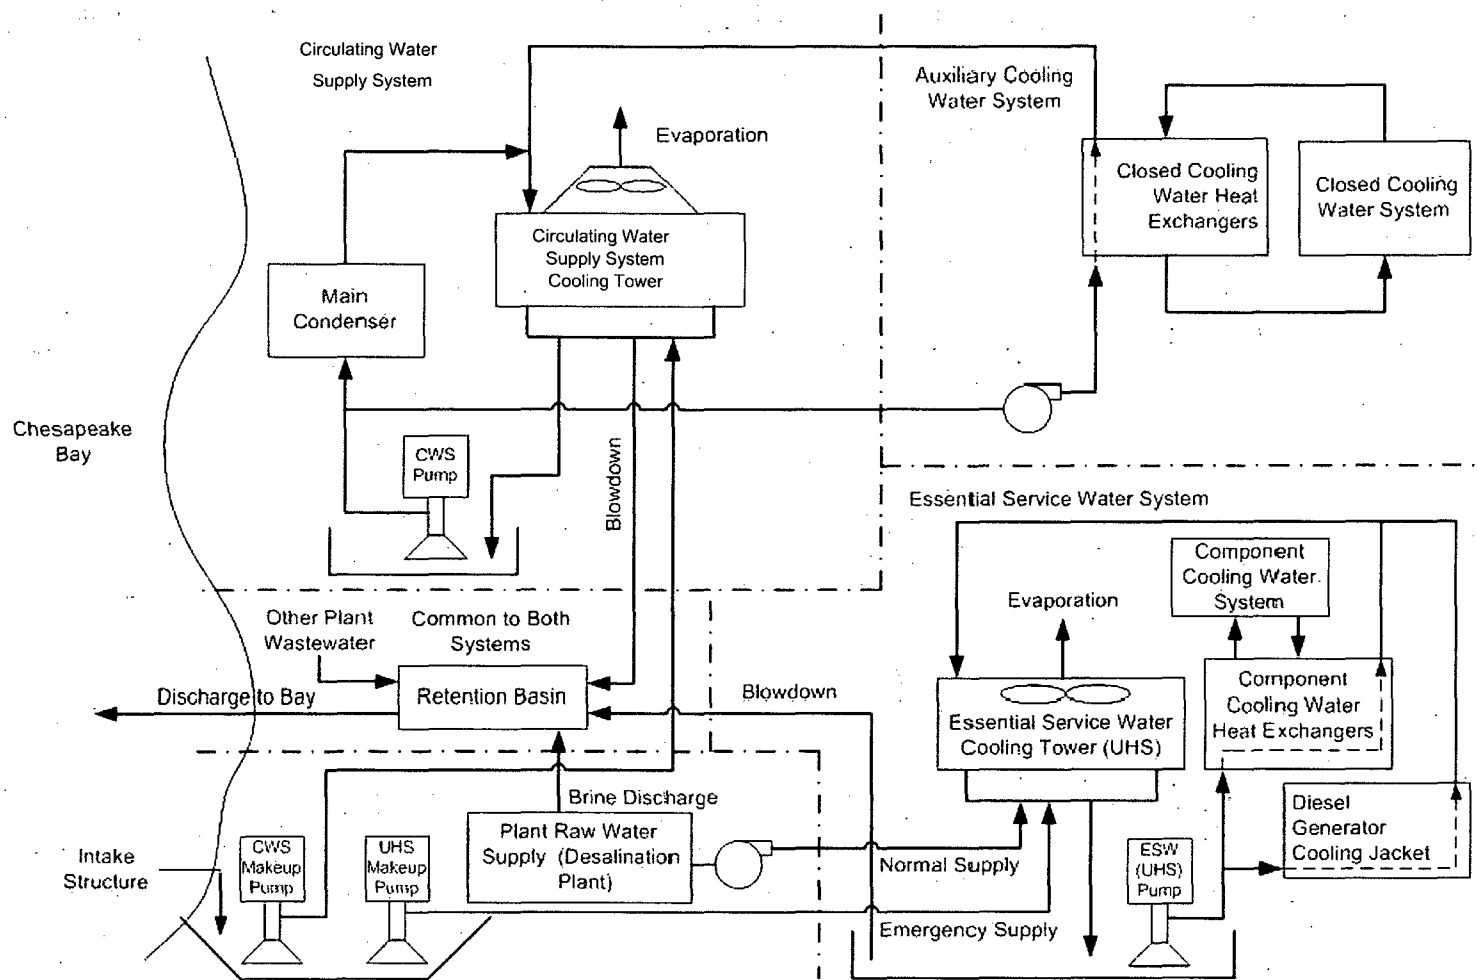 Circulating Water
Supply System
Auxiliary Cooling
Water System
Evaporation
Closed Cooling
Water Heat
Exchangers
Closed Cooling
Water System
Circulating Water
Supply System
Cooling Tower
Main
Condenser
Chesapeake
Bay
CWS
Pump
Blowdown
Essential Service Water System
Component
Cooling Water
System
Evaporation
Other Plant
Wastewater
Common to Both
Systems
Retention Basin
Discharge to Bay
Blowdown
Essential Service Water
Cooling Tower (UHS)
Component
Cooling Water
Heat Exchangers
Brine Discharge
Diesel
Generator
Cooling Jacket
Intake
Structure
CWS
Makeup
Pump
UHS
Makeup
Pump
Plant Raw Water
Supply (Desalination
Plant)
Normal Supply
ESW
(UHS)
Pump
Emergency Supply